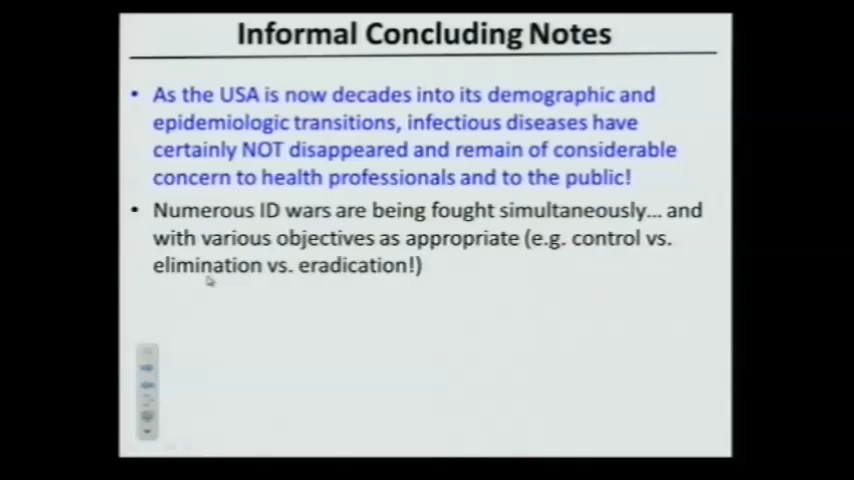 Informal Concluding Notes
• As the USA is now decades into its demographic and
epidemiologic transitions, infectious diseases have
certainly NOT disappeared and remain of considerable
concern to health professionals and to the public!
• Numerous ID wars are being fought simultaneously... and
with various objectives as appropriate (e.g. control vs.
elimination vs. eradication!)